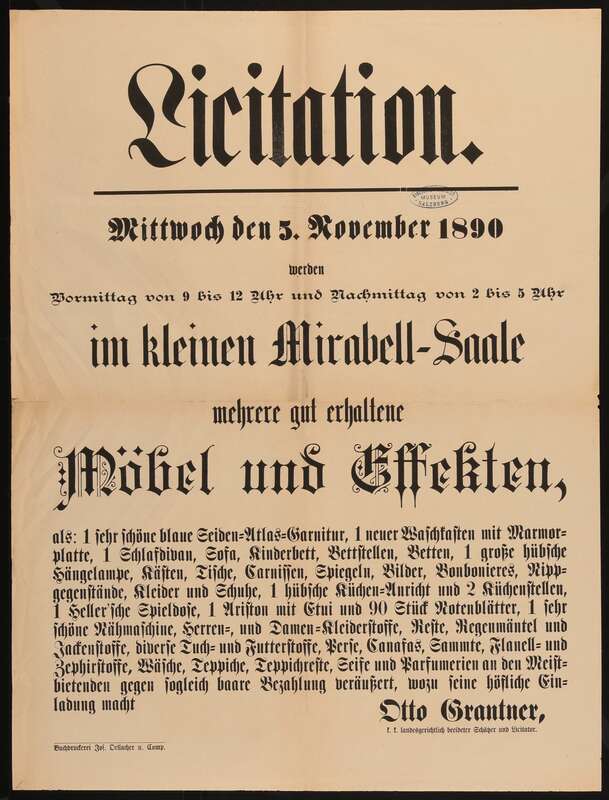 Licitation.
MUSEUM
SALZBURG
Mittwoch den 5. November 1890
werden
Vormittag von 9 bis 12 Uhr und Nachmittag von 2 bis 5 Uhr
im kleinen Mirabell-Saale
mehrere gut erhaltene
Möbel und Effekten,
als: 1 sehr schöne blaue Seiden-Atlas-Garnitur, 1 neuer Waschkasten mit Marmor-
platte, 1 Schlafdivan, Sofa, Kinderbett, Bettstellen, Betten, 1 große hübsche
Hängelampe, Kästen, Tische, Carnissen, Spiegeln, Bilder, Bonbonieres, Nipp-
gegenstände, Kleider und Schuhe, 1 hübsche Küchen-Anricht und 2 Küchenstellen,
1 Heller'sche Spieldose, 1 Ariston mit Etui und 90 Stück Notenblätter, 1 sehr
schöne Nähmaschine, Herren-, und Damen-Kleiderstoffe, Reste, Regenmäntel und
Jackenstoffe, diverse Tuch- und Futterstoffe, Perse, Canafas, Sammte, Flanell- und
Zephirstoffe, Wäsche, Teppiche, Teppichreste, Seife und Parfumerien an den Meist-
bietenden gegen sogleich baare Bezahlung veräußert, wozu seine höfliche Ein-
ladung macht
Otto Grantner,
k. k. landesgerichtlich beeideter Schätzer und Licitator.
Buchdruckerei Jos. Oellacher u. Comp.